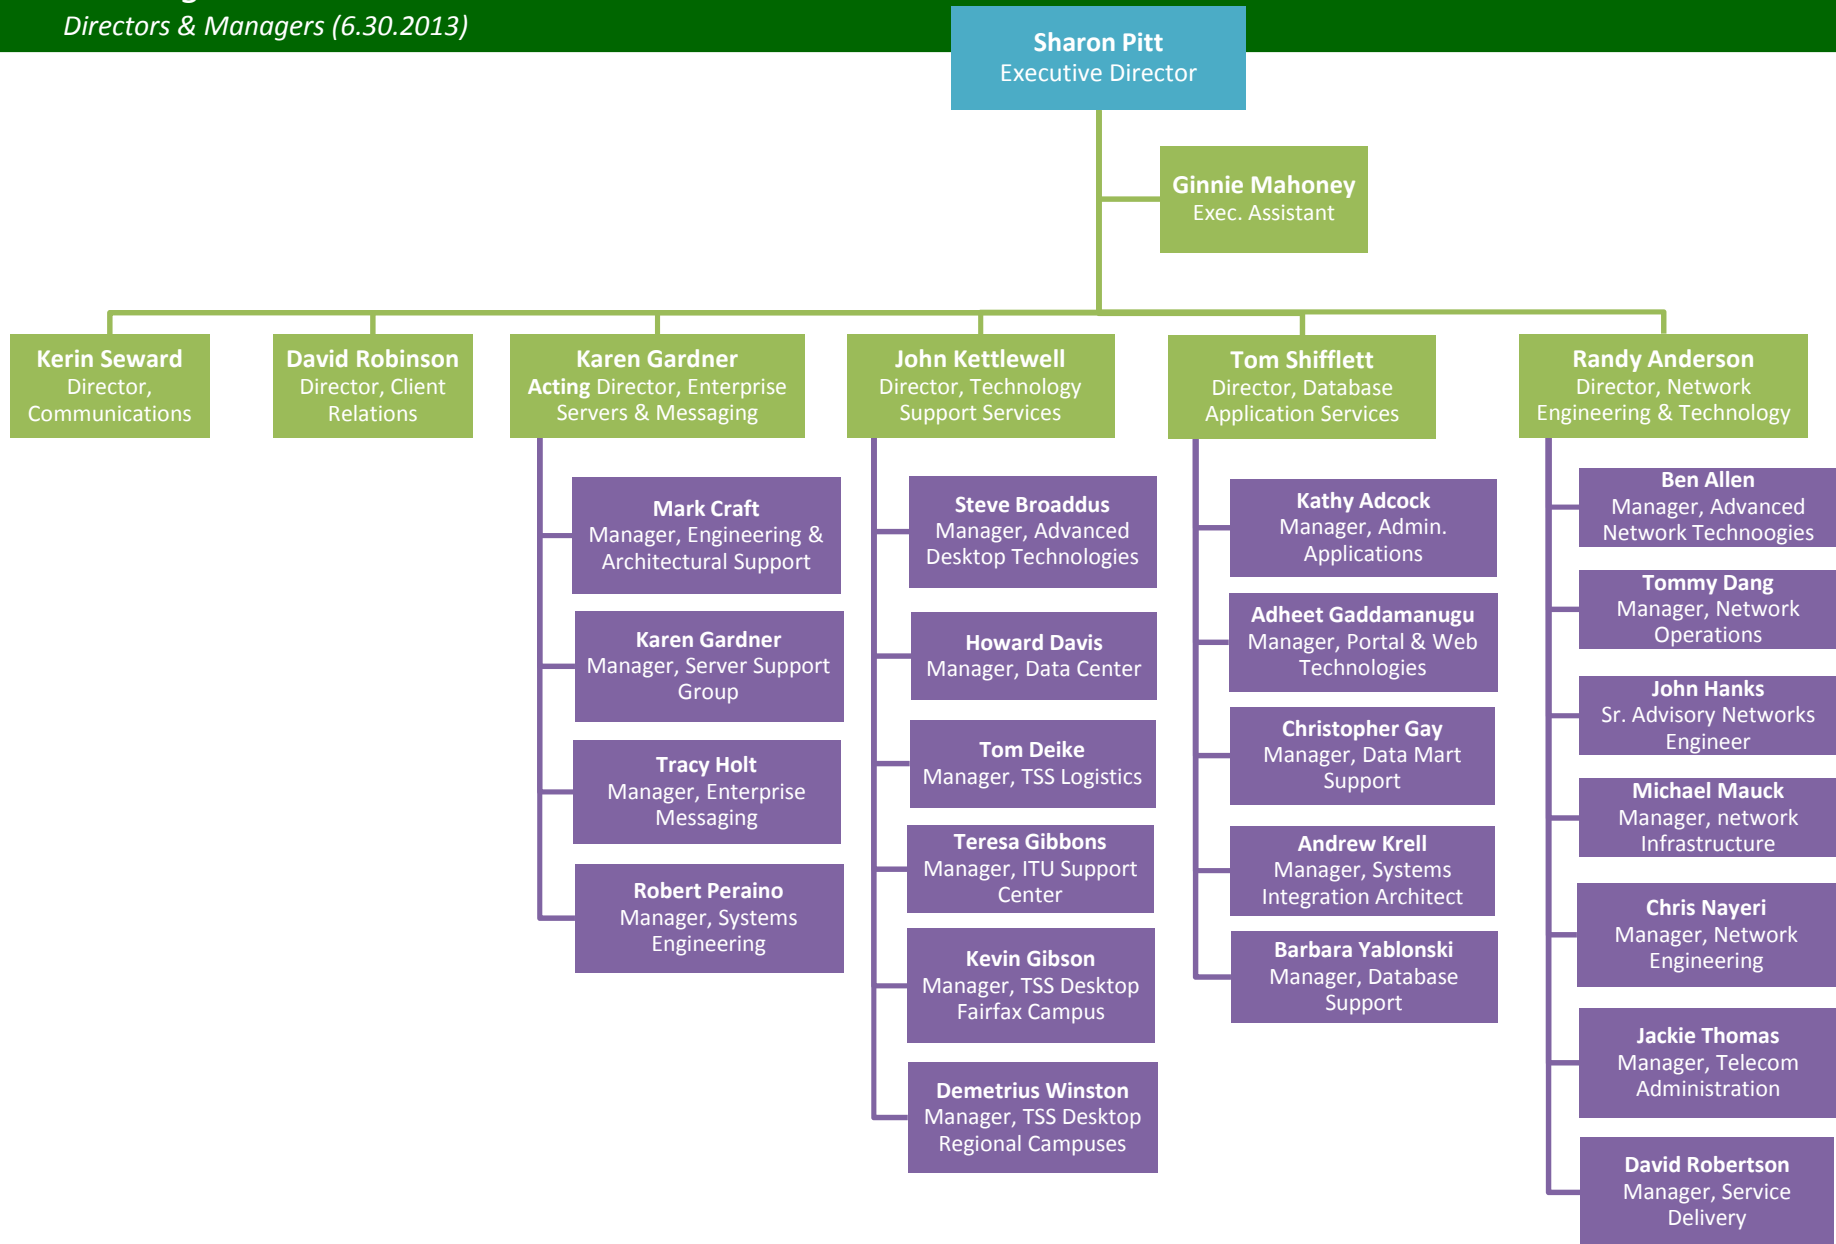 Directors & Managers (6.30.2013)
Sharon Pitt
Executive Director
Ginnie Mahoney
Exec. Assistant
Kerin Seward
Director,
Communications
David Robinson
Director, Client
Relations
Karen Gardner
Acting Director, Enterprise
Servers & Messaging
John Kettlewell
Director, Technology
Support Services
Tom Shifflett
Director, Database
Application Services
Randy Anderson
Director, Network
Engineering & Technology
Mark Craft
Manager, Engineering &
Architectural Support
Karen Gardner
Manager, Server Support
Group
Tracy Holt
Manager, Enterprise
Messaging
Robert Peraino
Manager, Systems
Engineering
Steve Broaddus
Manager, Advanced
Desktop Technologies
Howard Davis
Manager, Data Center
Tom Deike
Manager, TSS Logistics
Teresa Gibbons
Manager, ITU Support
Center
Kevin Gibson
Manager, TSS Desktop
Fairfax Campus
Demetrius Winston
Manager, TSS Desktop
Regional Campuses
Kathy Adcock
Manager, Admin.
Applications
Adheet Gaddamanugu
Manager, Portal & Web
Technologies
Christopher Gay
Manager, Data Mart
Support
Andrew Krell
Manager, Systems
Integration Architect
Barbara Yablonski
Manager, Database
Support
Ben Allen
Manager, Advanced
Network Technoogies
Tommy Dang
Manager, Network
Operations
John Hanks
Sr. Advisory Networks
Engineer
Michael Mauck
Manager, network
Infrastructure
Chris Nayeri
Manager, Network
Engineering
Jackie Thomas
Manager, Telecom
Administration
David Robertson
Manager, Service
Delivery